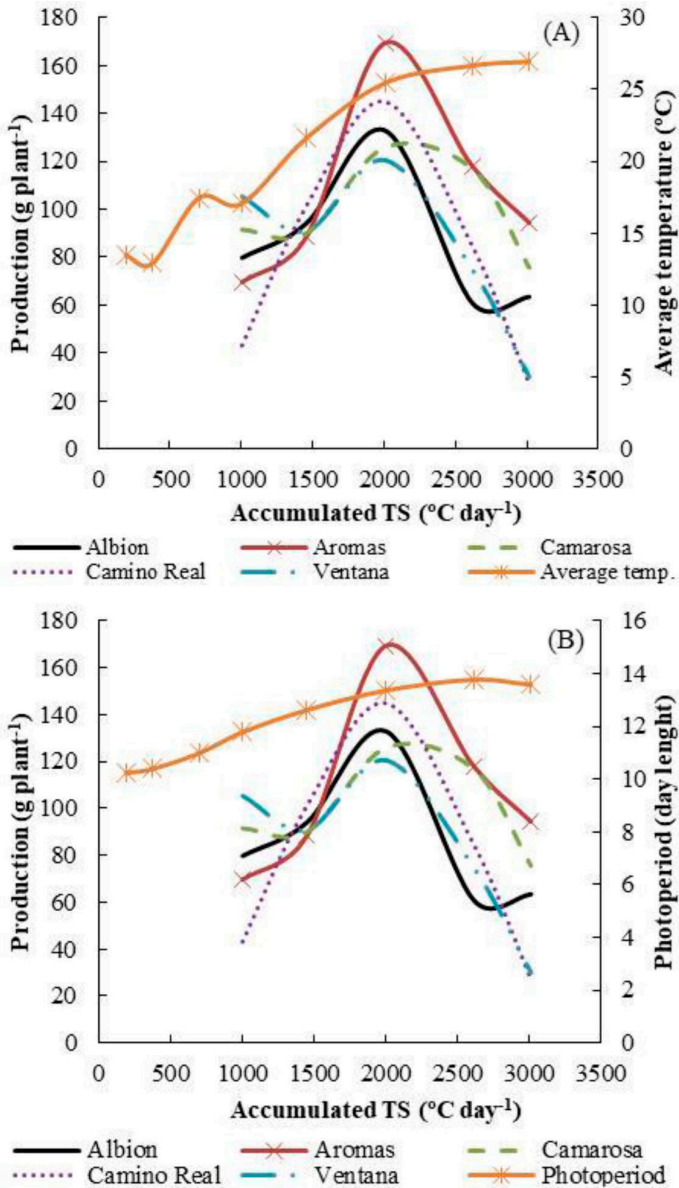 (A)
180
160
140
120
100
80
60
40
20
0
Production (g plant⁻¹)
30
25
20
15
10
5
0
Average temperature (ºC)
0 500 1000 1500 2000 2500 3000 3500
Accumulated TS (ºC day⁻¹)
Albion Aromas Camarosa
Camino Real Ventana Average temp.
(B)
180
160
140
120
100
80
60
40
20
0
Production (g plant⁻¹)
16
14
12
10
8
6
4
2
0
Photoperiod (day lenght)
0 500 1000 1500 2000 2500 3000 3500
Accumulated TS (ºC day⁻¹)
Albion Aromas Camarosa
Camino Real Ventana Photoperiod